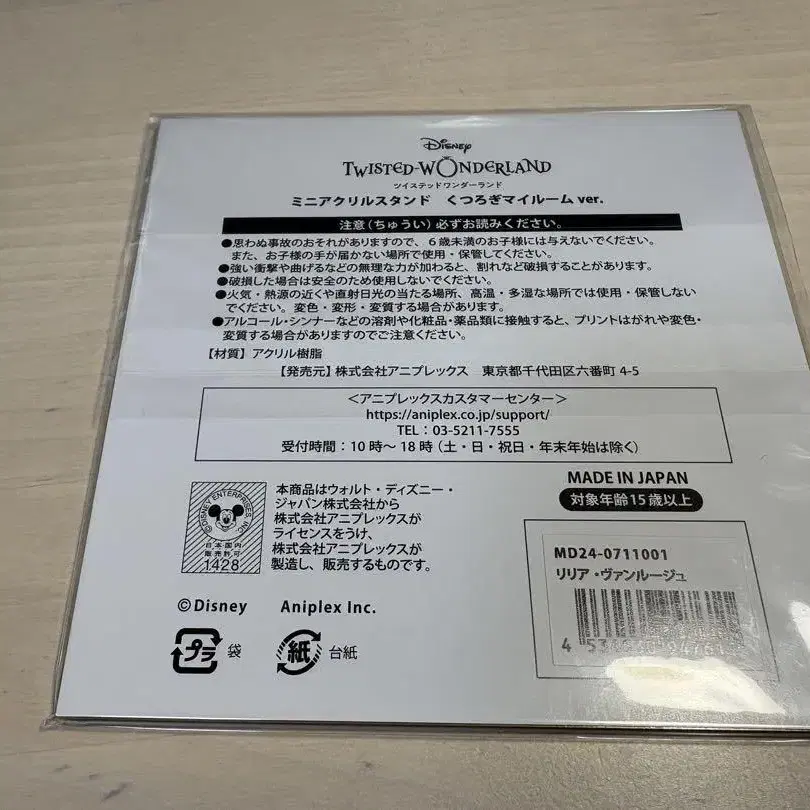 Disney
TWISTED-WONDERLAND
ツイステッドワンダーランド
ミニアクリルスタンド くつろぎマイルーム ver.
注意(ちゅうい)必ずお読みください。
●思わぬ事故のおそれがありますので、6歳未満のお子様には与えないでください。
また、お子様の手が届かない場所で使用・保管してください。
●強い衝撃や曲げるなどの無理な力が加わると、割れなど破損することがあります。
●破損した場合は安全のため使用しないでください。
●火気・熱源の近くや直射日光の当たる場所、高温・多湿な場所では使用・保管しない
でください。変色・変形・変質する場合があります。
●アルコール・シンナーなどの溶剤や化粧品・薬品類に接触すると、プリントはがれや変色・
変質する場合がありますのでご注意ください。
【材質】アクリル樹脂
【発売元】株式会社アニプレックス 東京都千代田区六番町 4-5
＜アニプレックスカスタマーセンター＞
https://aniplex.co.jp/support/
TEL：03-5211-7555
受付時間：10時～18時(土・日・祝日・年末年始は除く)
©DISNEY ENTERPRISES INC.
日本国内
販売許可
1428
本商品はウォルト・ディズニー・
ジャパン株式会社から
株式会社アニプレックスが
ライセンスをうけ、
株式会社アニプレックスが
製造し、販売するものです。
MADE IN JAPAN
対象年齢15歳以上
MD24-0711001
リリア・ヴァンルージュ
©Disney Aniplex Inc.
プラ 袋
紙 台紙